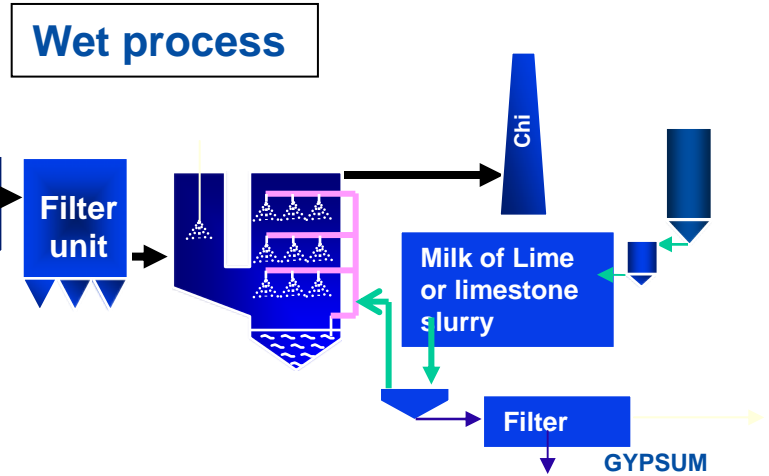 Wet process
Chi
Filter
unit
Milk of Lime
or limestone
slurry
Filter
GYPSUM